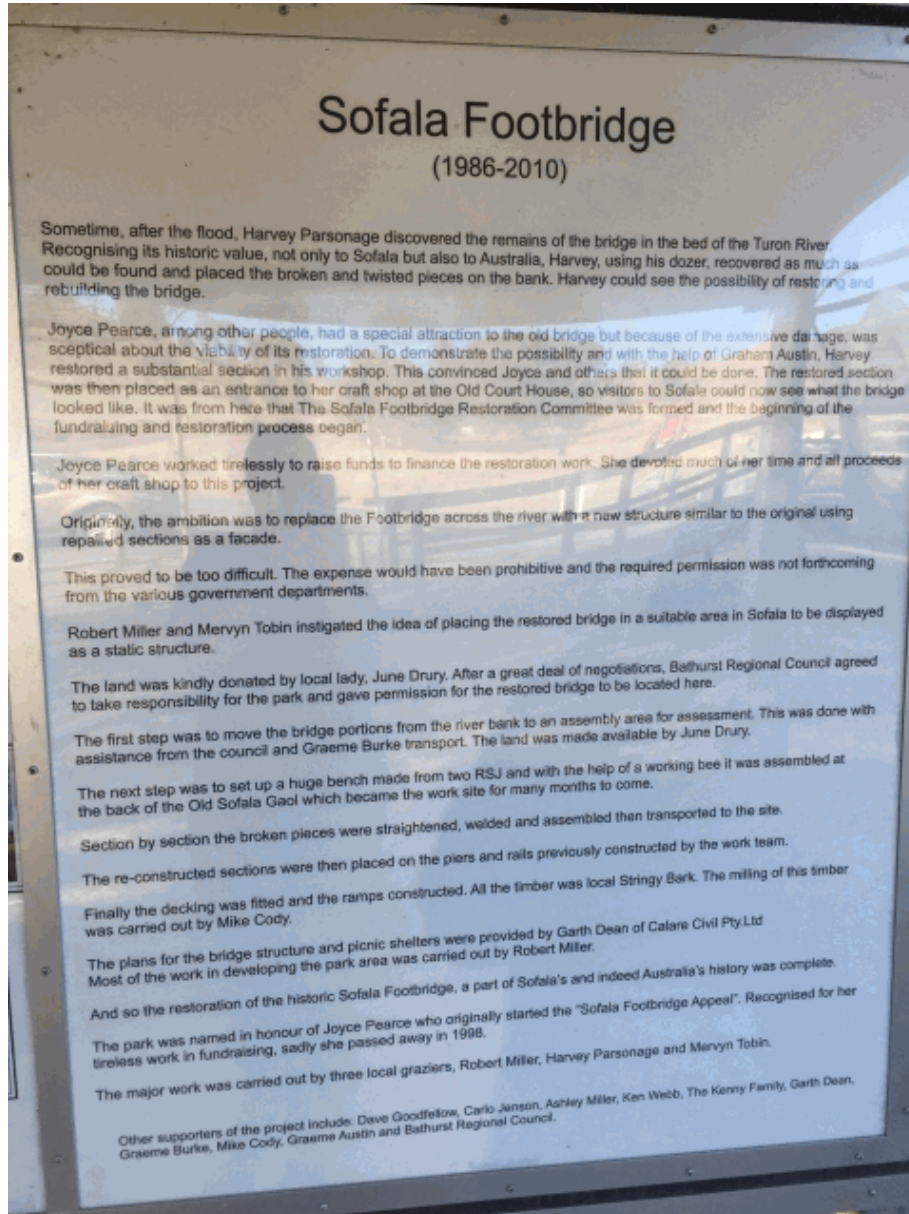 Sofala Footbridge
(1986-2010)
Sometime, after the flood, Harvey Parsonage discovered the remains of the bridge in the bed of the Turon River.
Recognising its historic value, not only to Sofala but also to Australia, Harvey, using his dozer, recovered as much as
could be found and placed the broken and twisted pieces on the bank. Harvey could see the possibility of restoring and
rebuilding the bridge.
Joyce Pearce, among other people, had a special attraction to the old bridge but because of the extensive damage, was
sceptical about the viability of its restoration. To demonstrate the possibility and with the help of Graham Austin, Harvey
restored a substantial section in his workshop. This convinced Joyce and others that it could be done. The restored section
was then placed as an entrance to her craft shop at the Old Court House, so visitors to Sofala could now see what the bridge
looked like. It was from here that The Sofala Footbridge Restoration Committee was formed and the beginning of the
fundraising and restoration process began.
Joyce Pearce worked tirelessly to raise funds to finance the restoration work. She devoted much of her time and all proceeds
of her craft shop to this project.
Originally, the ambition was to replace the Footbridge across the river with a new structure similar to the original using
repaired sections as a facade.
This proved to be too difficult. The expense would have been prohibitive and the required permission was not forthcoming
from the various government departments.
Robert Miller and Mervyn Tobin instigated the idea of placing the restored bridge in a suitable area in Sofala to be displayed
as a static structure.
The land was kindly donated by local lady, June Drury. After a great deal of negotiations, Bathurst Regional Council agreed
to take responsibility for the park and gave permission for the restored bridge to be located here.
The first step was to move the bridge portions from the river bank to an assembly area for assessment. This was done with
assistance from the council and Graeme Burke transport. The land was made available by June Drury.
The next step was to set up a huge bench made from two RSJ and with the help of a working bee it was assembled at
the back of the Old Sofala Gaol which became the work site for many months to come.
Section by section the broken pieces were straightened, welded and assembled then transported to the site.
The re-constructed sections were then placed on the piers and rails previously constructed by the work team.
Finally the decking was fitted and the ramps constructed. All the timber was local Stringy Bark. The milling of this timber
was carried out by Mike Cody.
The plans for the bridge structure and picnic shelters were provided by Garth Dean of Calare Civil Pty.Ltd
Most of the work in developing the park area was carried out by Robert Miller.
And so the restoration of the historic Sofala Footbridge, a part of Sofala's and indeed Australia's history was complete.
The park was named in honour of Joyce Pearce who originally started the "Sofala Footbridge Appeal". Recognised for her
tireless work in fundraising, sadly she passed away in 1998.
The major work was carried out by three local graziers, Robert Miller, Harvey Parsonage and Mervyn Tobin.
Other supporters of the project include: Dave Goodfellow, Carlo Jenson, Ashley Miller, Ken Webb, The Kenny Family, Garth Dean,
Graeme Burke, Mike Cody, Graeme Austin and Bathurst Regional Council.